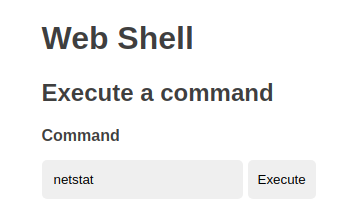 Web Shell
Execute a command
Command
netstat Execute